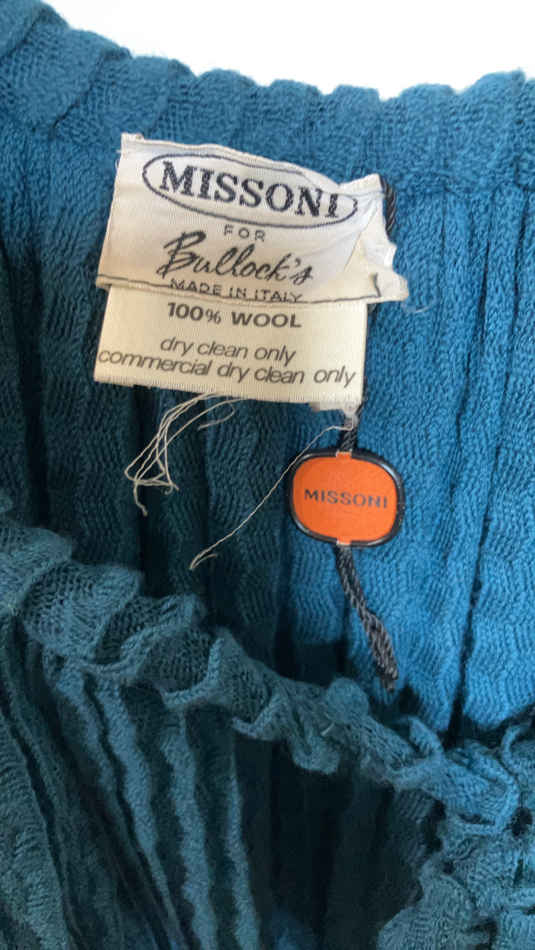 MISSONI
FOR
Bullock's
MADE IN ITALY
100% WOOL
dry clean only
commercial dry clean only
MISSONI